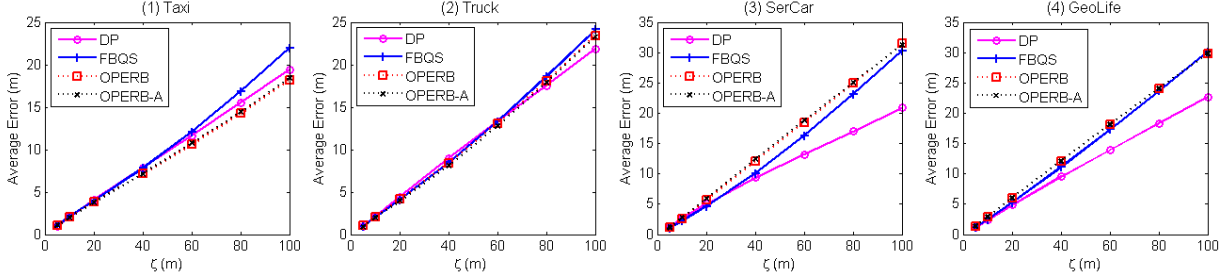 (1) Taxi
Average Error (m)
25
20
15
10
5
0
DP
FBQS
OPERB
OPERB-A
0 20 40 60 80 100
ζ (m)
(2) Truck
Average Error (m)
25
20
15
10
5
0
DP
FBQS
OPERB
OPERB-A
0 20 40 60 80 100
ζ (m)
(3) SerCar
Average Error (m)
35
30
25
20
15
10
5
0
DP
FBQS
OPERB
OPERB-A
0 20 40 60 80 100
ζ (m)
(4) GeoLife
Average Error (m)
35
30
25
20
15
10
5
0
DP
FBQS
OPERB
OPERB-A
0 20 40 60 80 100
ζ (m)